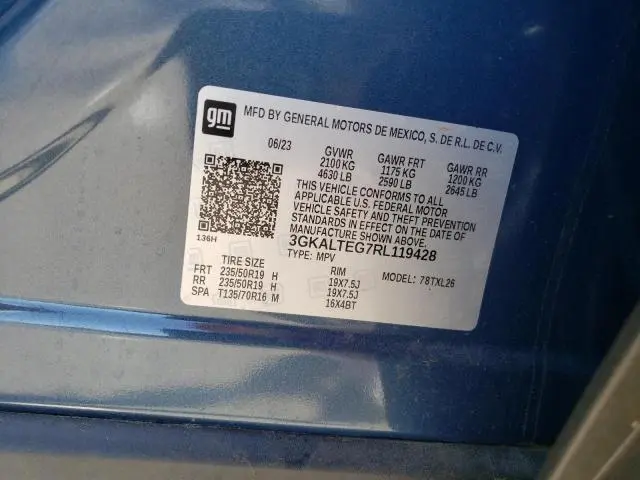 gm
MFD BY GENERAL MOTORS DE MEXICO, S. DE R.L. DE C.V.
06/23 GVWR GAWR FRT GAWR RR
2100 KG 1175 KG 1200 KG
4630 LB 2590 LB 2645 LB
THIS VEHICLE CONFORMS TO ALL
APPLICABLE U.S. FEDERAL MOTOR
VEHICLE SAFETY AND THEFT PREVENTION
STANDARDS IN EFFECT ON THE DATE OF
MANUFACTURE SHOWN ABOVE.
136H
3GKALTEG7RL119428
TYPE: MPV MODEL: 78TXL26
TIRE SIZE RIM
FRT 235/50R19 H 19X7.5J
RR 235/50R19 H 19X7.5J
SPA T135/70R16 M 16X4BT